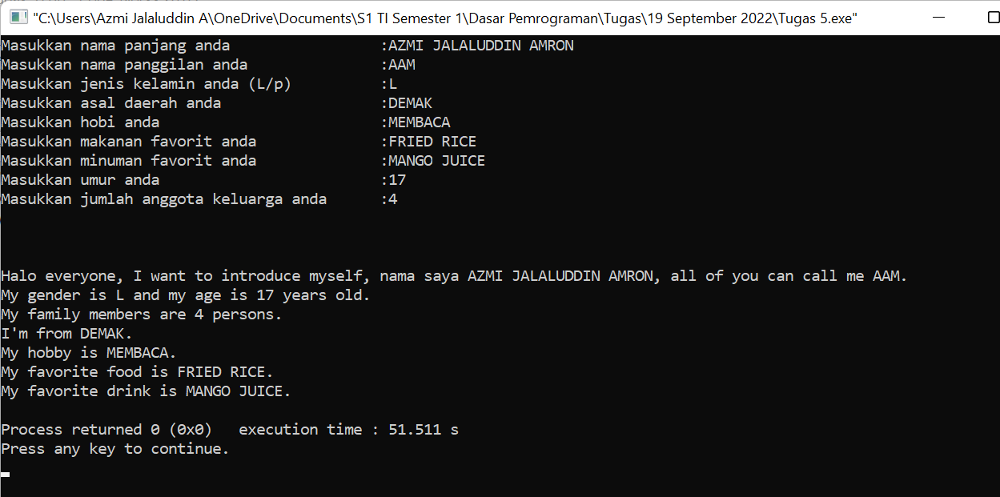 "C:\Users\Azmi Jalaluddin A\OneDrive\Documents\S1 TI Semester 1\Dasar Pemrograman\Tugas\19 September 2022\Tugas 5.exe"
Masukkan nama panjang anda :AZMI JALALUDDIN AMRON
Masukkan nama panggilan anda :AAM
Masukkan jenis kelamin anda (L/p) :L
Masukkan asal daerah anda :DEMAK
Masukkan hobi anda :MEMBACA
Masukkan makanan favorit anda :FRIED RICE
Masukkan minuman favorit anda :MANGO JUICE
Masukkan umur anda :17
Masukkan jumlah anggota keluarga anda :4
Halo everyone, I want to introduce myself, nama saya AZMI JALALUDDIN AMRON, all of you can call me AAM.
My gender is L and my age is 17 years old.
My family members are 4 persons.
I'm from DEMAK.
My hobby is MEMBACA.
My favorite food is FRIED RICE.
My favorite drink is MANGO JUICE.
Process returned 0 (0x0) execution time : 51.511 s
Press any key to continue.